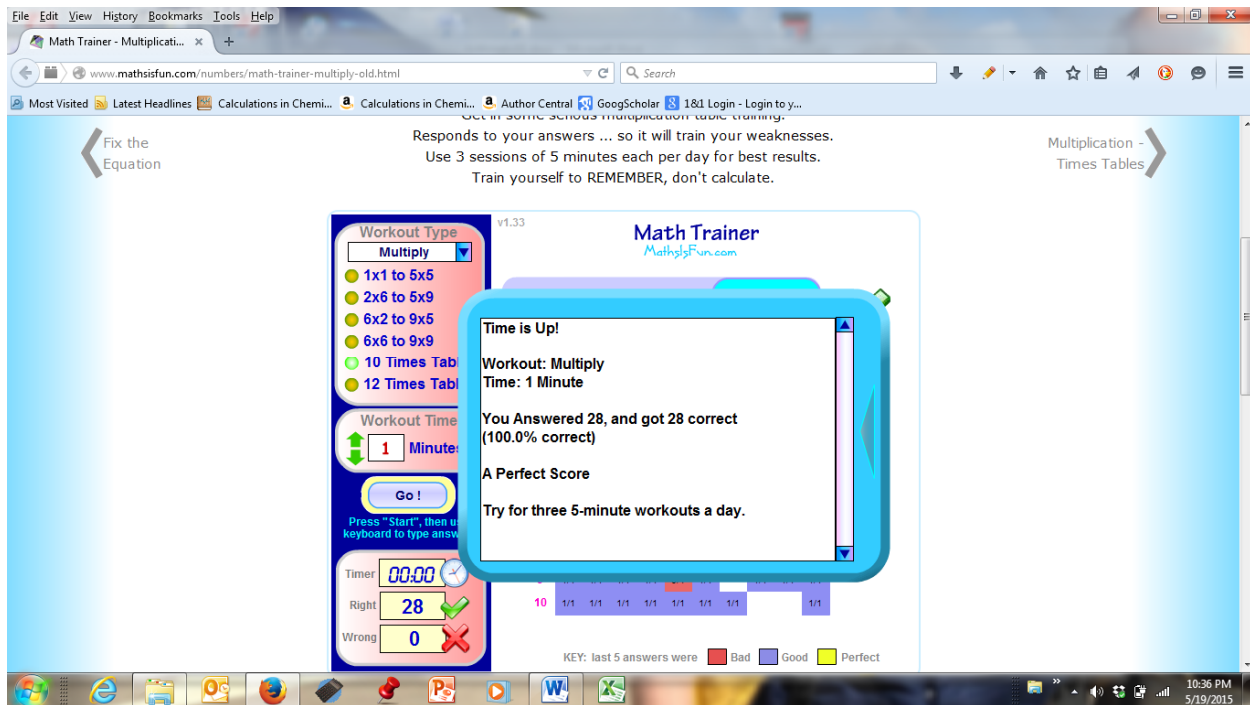 File Edit View History Bookmarks Tools Help
Math Trainer - Multiplicati... × +
www.mathsisfun.com/numbers/math-trainer-multiply-old.html Search
Most Visited Latest Headlines Calculations in Chemi... Calculations in Chemi... Author Central GoogScholar 1&1 Login - Login to y...
Get in some serious multiplication table training.
Responds to your answers ... so it will train your weaknesses.
Use 3 sessions of 5 minutes each per day for best results.
Train yourself to REMEMBER, don't calculate.
Fix the
Equation
Multiplication -
Times Tables
v1.33
Math Trainer
MathsIsFun.com
Workout Type
Multiply
1x1 to 5x5
2x6 to 5x9
6x2 to 9x5
6x6 to 9x9
10 Times Tabl
12 Times Tabl
Workout Time
1 Minutes
Go !
Press "Start", then u
keyboard to type answ
Timer 00:00
Right 28
Wrong 0
Time is Up!
Workout: Multiply
Time: 1 Minute
You Answered 28, and got 28 correct
(100.0% correct)
A Perfect Score
Try for three 5-minute workouts a day.
10 1/1 1/1 1/1 1/1 1/1 1/1 1/1 1/1
KEY: last 5 answers were Bad Good Perfect
10:36 PM
5/19/2015